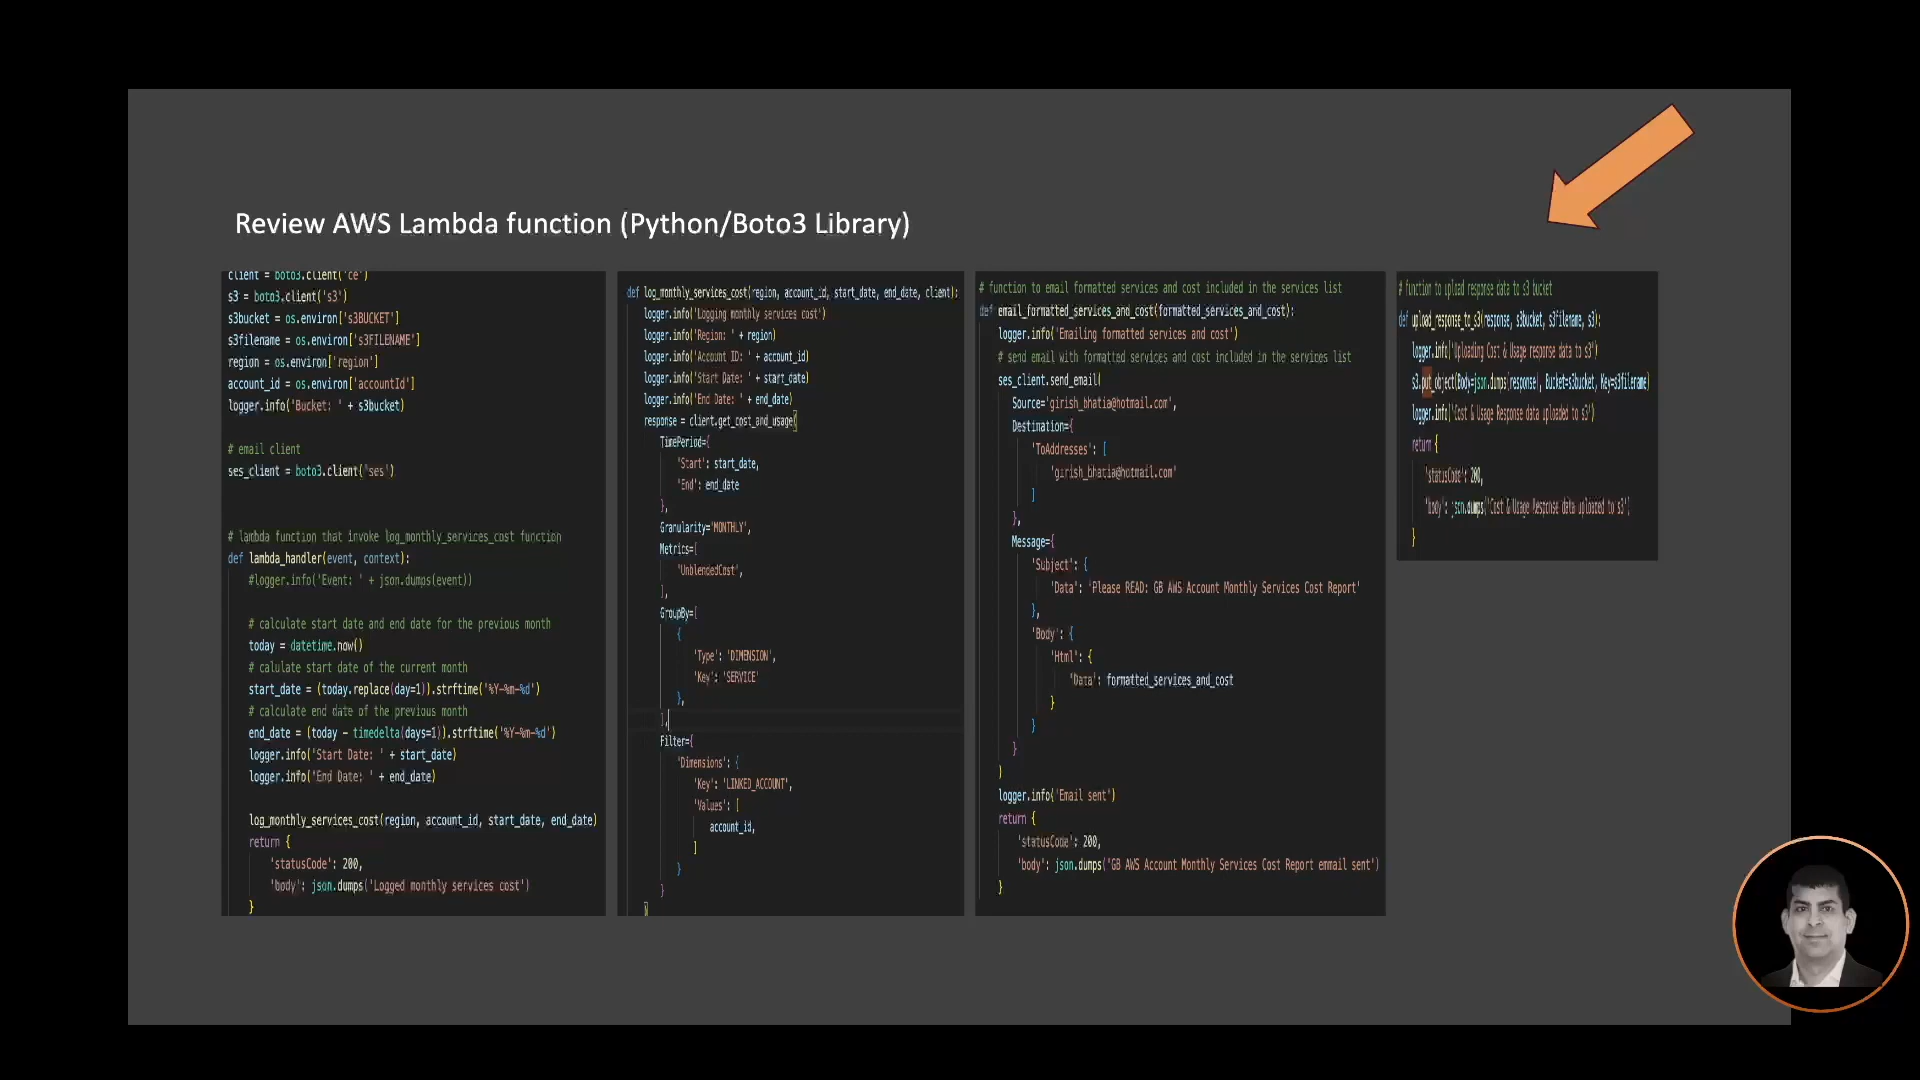 Review AWS Lambda function (Python/Boto3 Library)
client = boto3.client('ce')
s3 = boto3.client('s3')
s3bucket = os.environ['s3BUCKET']
s3filename = os.environ['s3FILENAME']
region = os.environ['region']
account_id = os.environ['accountId']
logger.info('Bucket: ' + s3bucket)
# email client
ses_client = boto3.client('ses')
# lambda function that invoke log_monthly_services_cost function
def lambda_handler(event, context):
#logger.info('Event: ' + json.dumps(event))
# calculate start date and end date for the previous month
today = datetime.now()
# calulate start date of the current month
start_date = (today.replace(day=1)).strftime('%Y-%m-%d')
# calculate end date of the previous month
end_date = (today - timedelta(days=1)).strftime('%Y-%m-%d')
logger.info('Start Date: ' + start_date)
logger.info('End Date: ' + end_date)
log_monthly_services_cost(region, account_id, start_date, end_date)
return {
'statusCode': 200,
'body': json.dumps('Logged monthly services cost')
}
def log_monthly_services_cost(region, account_id, start_date, end_date, client):
logger.info('Logging monthly services cost')
logger.info('Region: ' + region)
logger.info('Account ID: ' + account_id)
logger.info('Start Date: ' + start_date)
logger.info('End Date: ' + end_date)
response = client.get_cost_and_usage(
TimePeriod={
'Start': start_date,
'End': end_date
},
Granularity='MONTHLY',
Metrics=[
'UnblendedCost',
],
GroupBy=[
{
'Type': 'DIMENSION',
'Key': 'SERVICE'
},
],
Filter={
'Dimensions': {
'Key': 'LINKED_ACCOUNT',
'Values': [
account_id,
]
}
}
)
# function to email formatted services and cost included in the services list
def email_formatted_services_and_cost(formatted_services_and_cost):
logger.info('Emailing formatted services and cost')
# send email with formatted services and cost included in the services list
ses_client.send_email(
Source='girish_bhatia@hotmail.com',
Destination={
'ToAddresses': [
'girish_bhatia@hotmail.com'
]
},
Message={
'Subject': {
'Data': 'Please READ: GB AWS Account Monthly Services Cost Report'
},
'Body': {
'Html': {
'Data': formatted_services_and_cost
}
}
}
)
logger.info('Email sent')
return {
'statusCode': 200,
'body': json.dumps('GB AWS Account Monthly Services Cost Report emmail sent')
}
# function to upload response data to s3 bucket
def upload_response_to_s3(response, s3bucket, s3filename, s3):
logger.info('Uploading Cost & Usage response data to s3')
s3.put_object(Body=json.dumps(response), Bucket=s3bucket, Key=s3filename)
logger.info('Cost & Usage Response data uploaded to s3')
return {
'statusCode': 200,
'body': json.dumps('Cost & Usage Response data uploaded to s3')
}